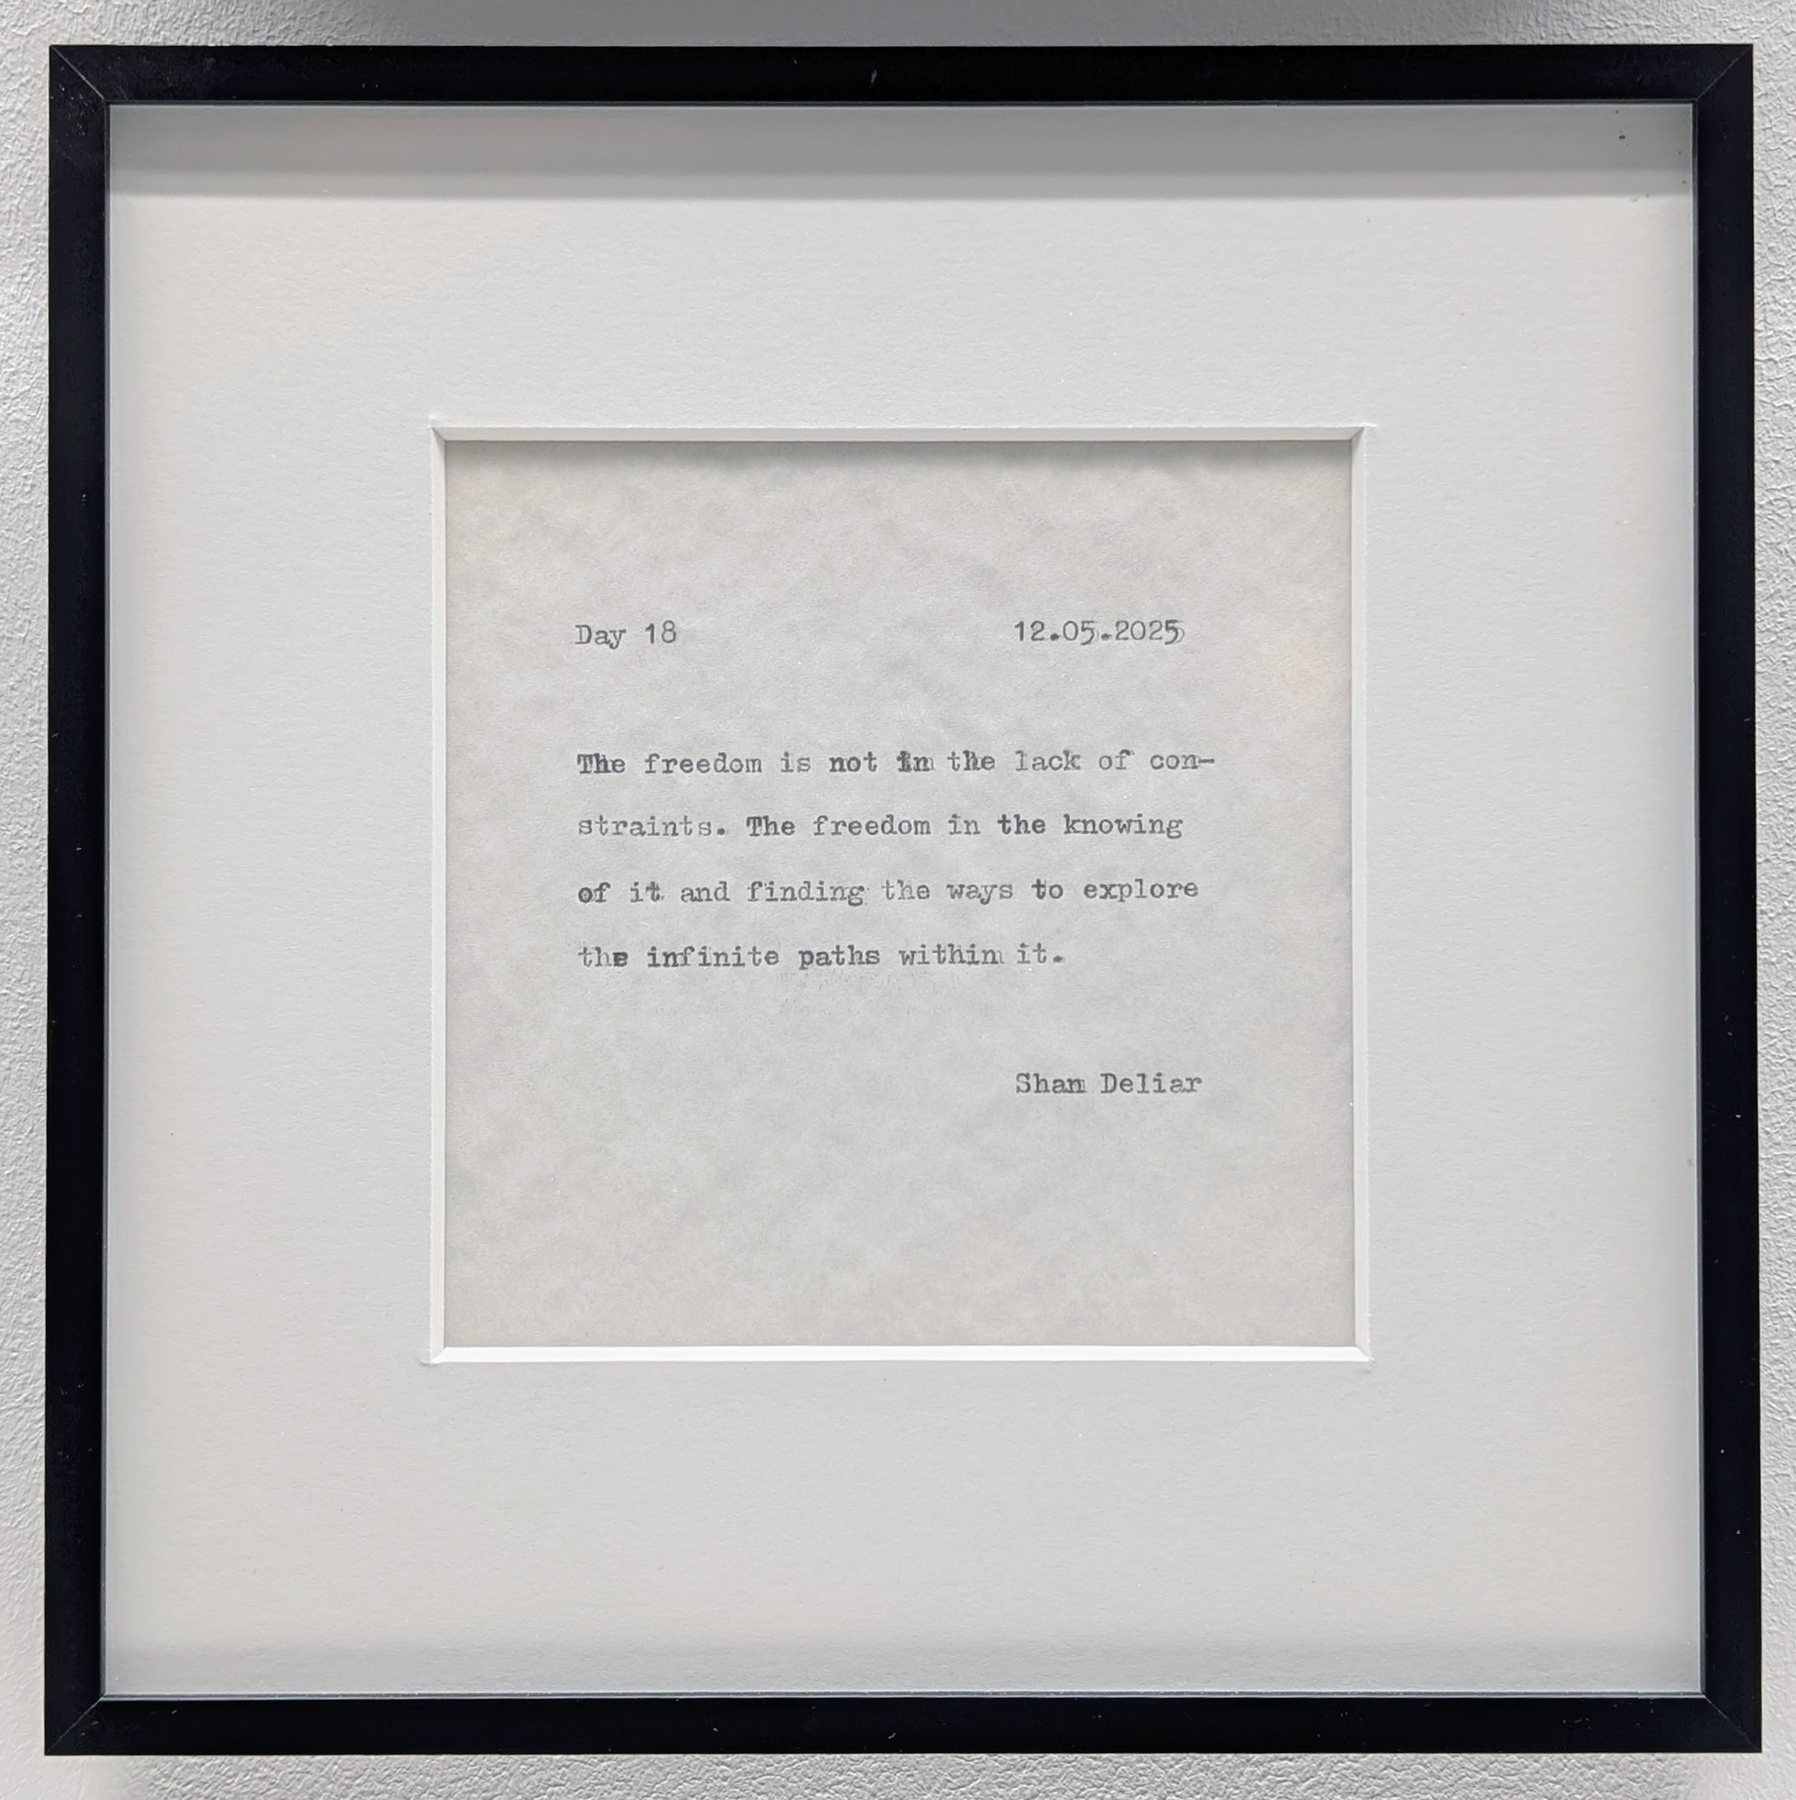 Day 18 12.05.2025
The freedom is not in the lack of con-
straints. The freedom in the knowing
of it and finding the ways to explore
the infinite paths within it.
Shan Deliar